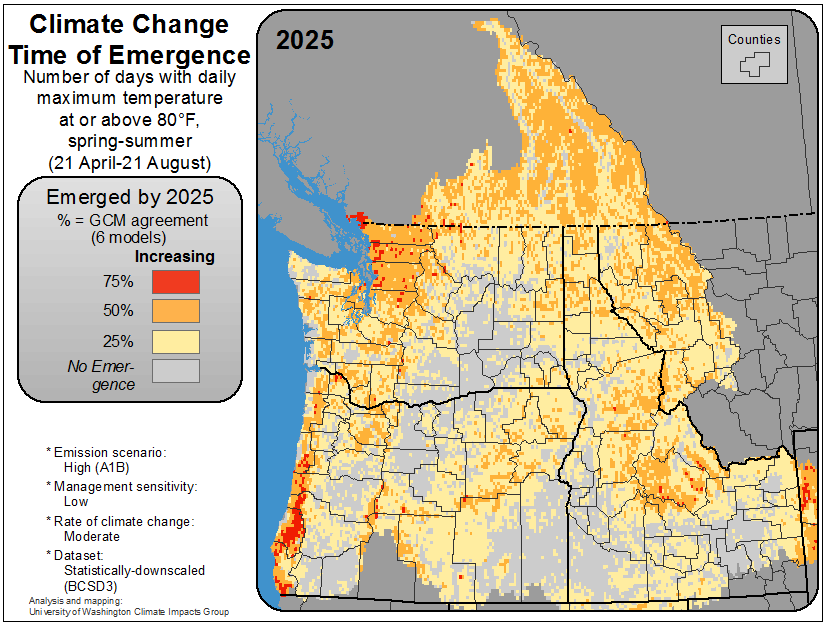 Climate Change
Time of Emergence
Number of days with daily
maximum temperature
at or above 80°F,
spring-summer
(21 April-21 August)
Emerged by 2025
% = GCM agreement
(6 models)
Increasing
75%
50%
25%
No Emer-
gence
* Emission scenario:
High (A1B)
* Management sensitivity:
Low
* Rate of climate change:
Moderate
* Dataset:
Statistically-downscaled
(BCSD3)
Analysis and mapping:
University of Washington Climate Impacts Group
2025
Counties